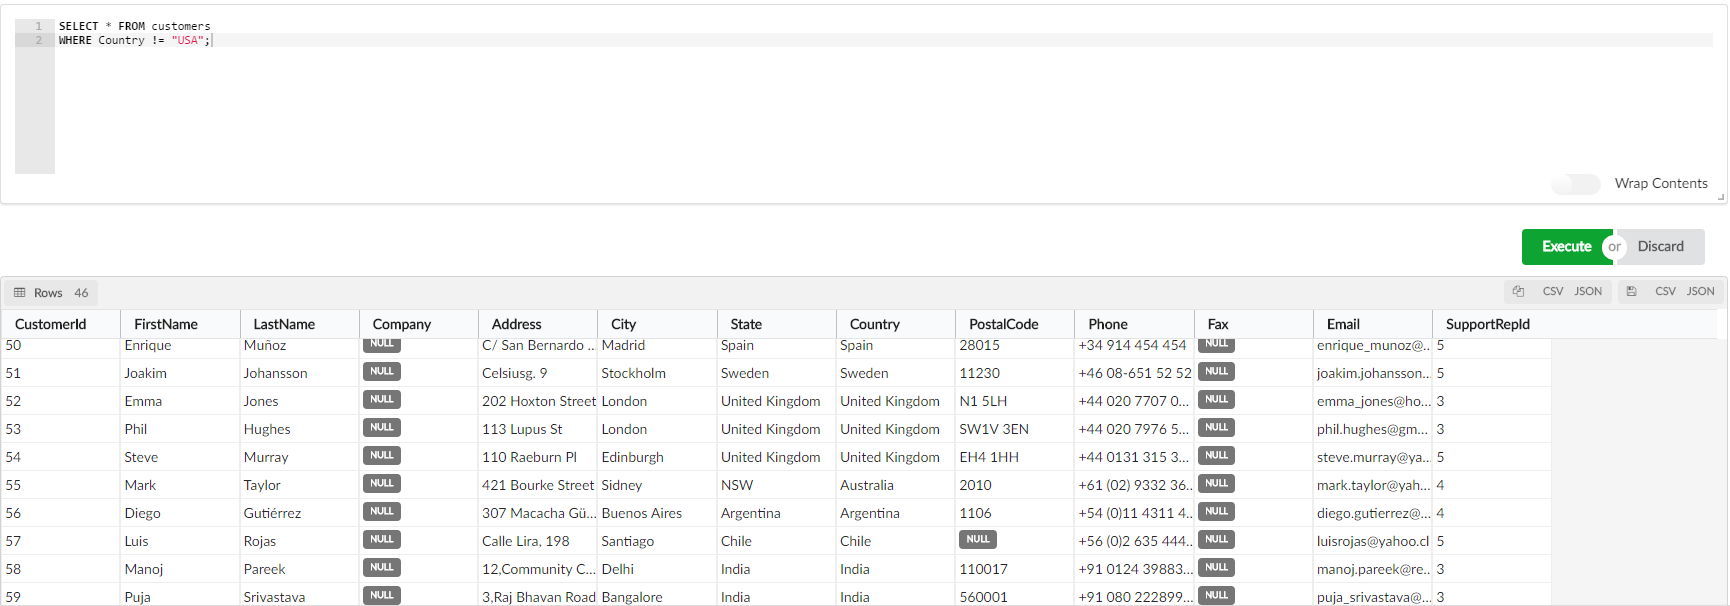 1 SELECT * FROM customers
2 WHERE Country != "USA";
Wrap Contents
Execute or Discard
Rows 46 CSV JSON CSV JSON
CustomerId FirstName LastName Company Address City State Country PostalCode Phone Fax Email SupportRepId
50 Enrique Muñoz NULL C/ San Bernardo ... Madrid Spain Spain 28015 +34 914 454 454 NULL enrique_munoz@... 5
51 Joakim Johansson NULL Celsiusg. 9 Stockholm Sweden Sweden 11230 +46 08-651 52 52 NULL joakim.johansson... 5
52 Emma Jones NULL 202 Hoxton Street London United Kingdom United Kingdom N1 5LH +44 020 7707 0... NULL emma_jones@ho... 3
53 Phil Hughes NULL 113 Lupus St London United Kingdom United Kingdom SW1V 3EN +44 020 7976 5... NULL phil.hughes@gm... 3
54 Steve Murray NULL 110 Raeburn Pl Edinburgh United Kingdom United Kingdom EH4 1HH +44 0131 315 3... NULL steve.murray@ya... 5
55 Mark Taylor NULL 421 Bourke Street Sidney NSW Australia 2010 +61 (02) 9332 36... NULL mark.taylor@yah... 4
56 Diego Gutiérrez NULL 307 Macacha Gü... Buenos Aires Argentina Argentina 1106 +54 (0)11 4311 4... NULL diego.gutierrez@... 4
57 Luis Rojas NULL Calle Lira, 198 Santiago Chile Chile NULL +56 (0)2 635 444... NULL luisrojas@yahoo.cl 5
58 Manoj Pareek NULL 12,Community C... Delhi India India 110017 +91 0124 39883... NULL manoj.pareek@re... 3
59 Puja Srivastava NULL 3,Raj Bhavan Road Bangalore India India 560001 +91 080 222899... NULL puja_srivastava@... 3